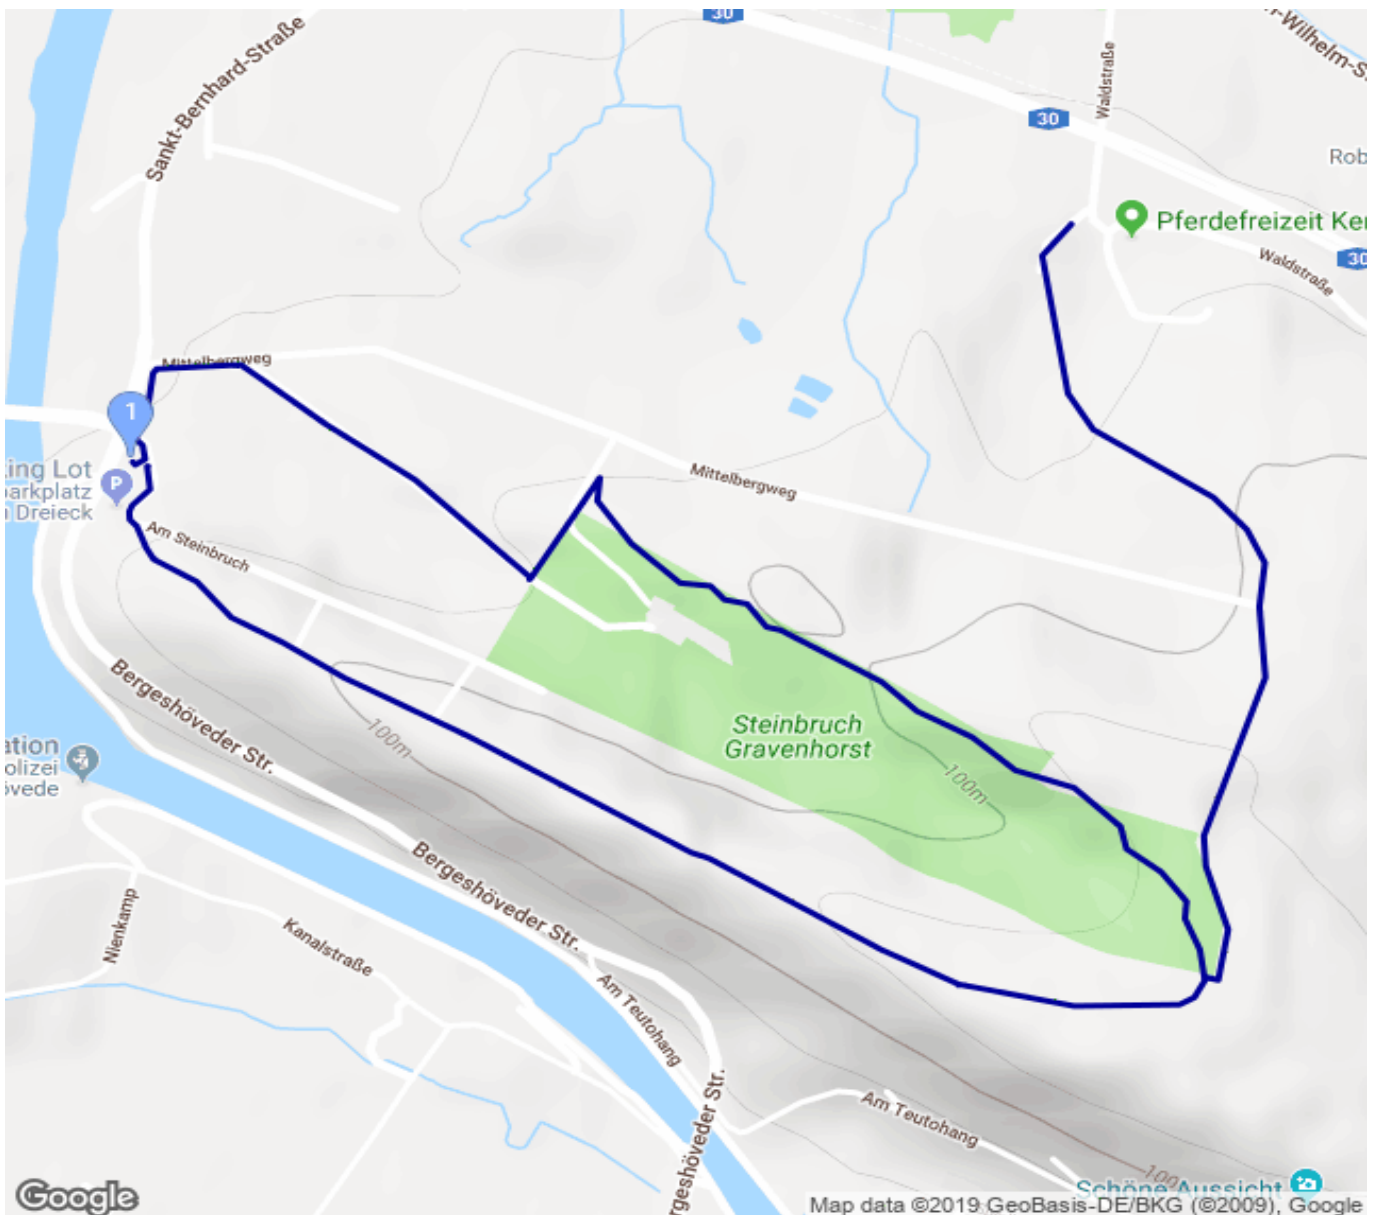 30
n-Wilhelm-S
Sankt-Bernhard-Straße
Waldstraße
30
Rob
Pferdefreizeit Ke
Waldstraße
30
Mittelbergweg
1
ing Lot
parkplatz
Dreieck
P
Mittelbergweg
Am Steinbruch
Bergeshöveder Str.
100m
Steinbruch
Gravenhorst
100m
ation
olizei
övede
Bergeshöveder Str.
Nienkamp
Kanalstraße
Am Teutohang
Bergeshöveder Str.
Am Teutohang
100m
Schöne Aussicht
Google
Map data ©2019 GeoBasis-DE/BKG (©2009), Google